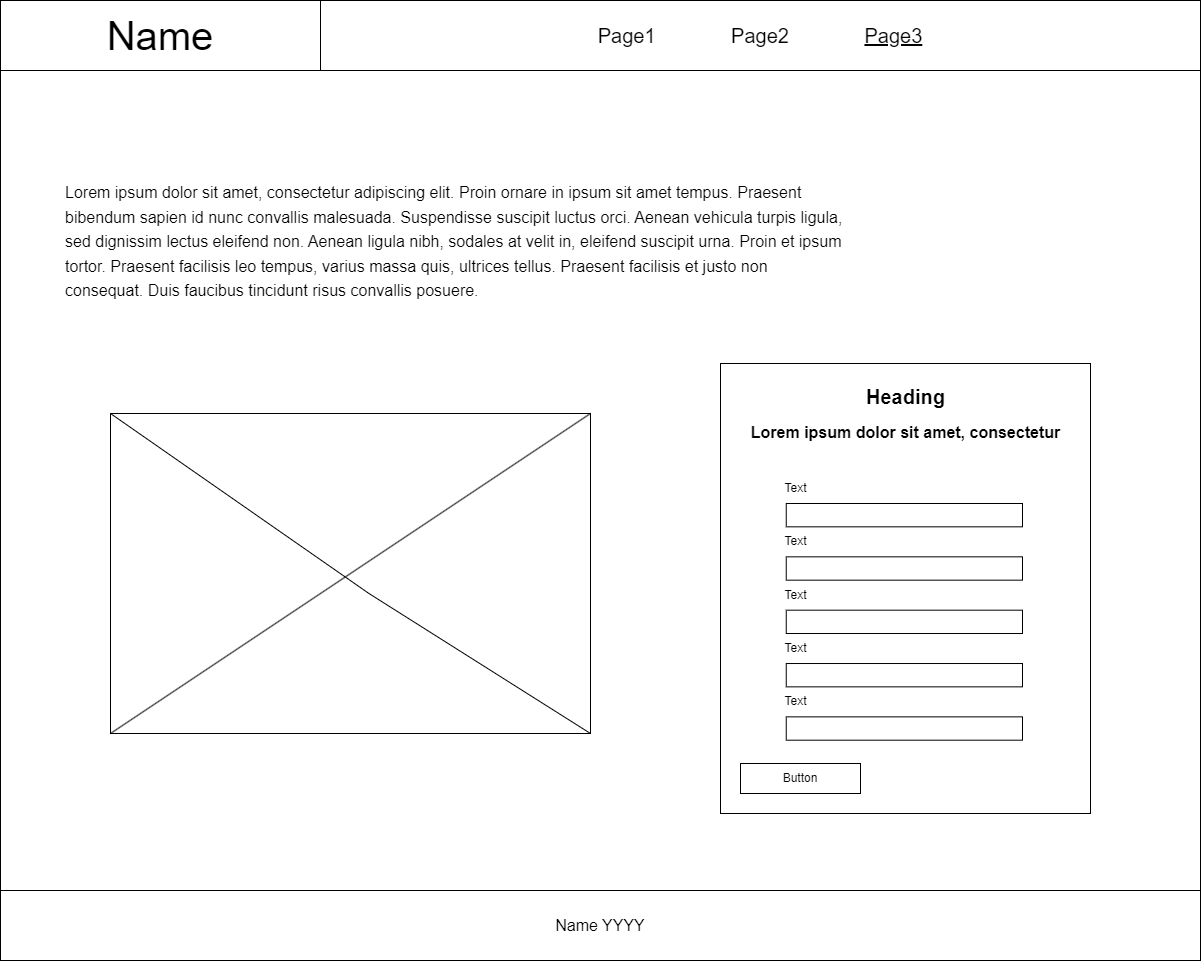 Name
Page1 Page2 Page3
Lorem ipsum dolor sit amet, consectetur adipiscing elit. Proin ornare in ipsum sit amet tempus. Praesent
bibendum sapien id nunc convallis malesuada. Suspendisse suscipit luctus orci. Aenean vehicula turpis ligula,
sed dignissim lectus eleifend non. Aenean ligula nibh, sodales at velit in, eleifend suscipit urna. Proin et ipsum
tortor. Praesent facilisis leo tempus, varius massa quis, ultrices tellus. Praesent facilisis et justo non
consequat. Duis faucibus tincidunt risus convallis posuere.
Heading
Lorem ipsum dolor sit amet, consectetur
Text
Text
Text
Text
Text
Button
Name YYYY